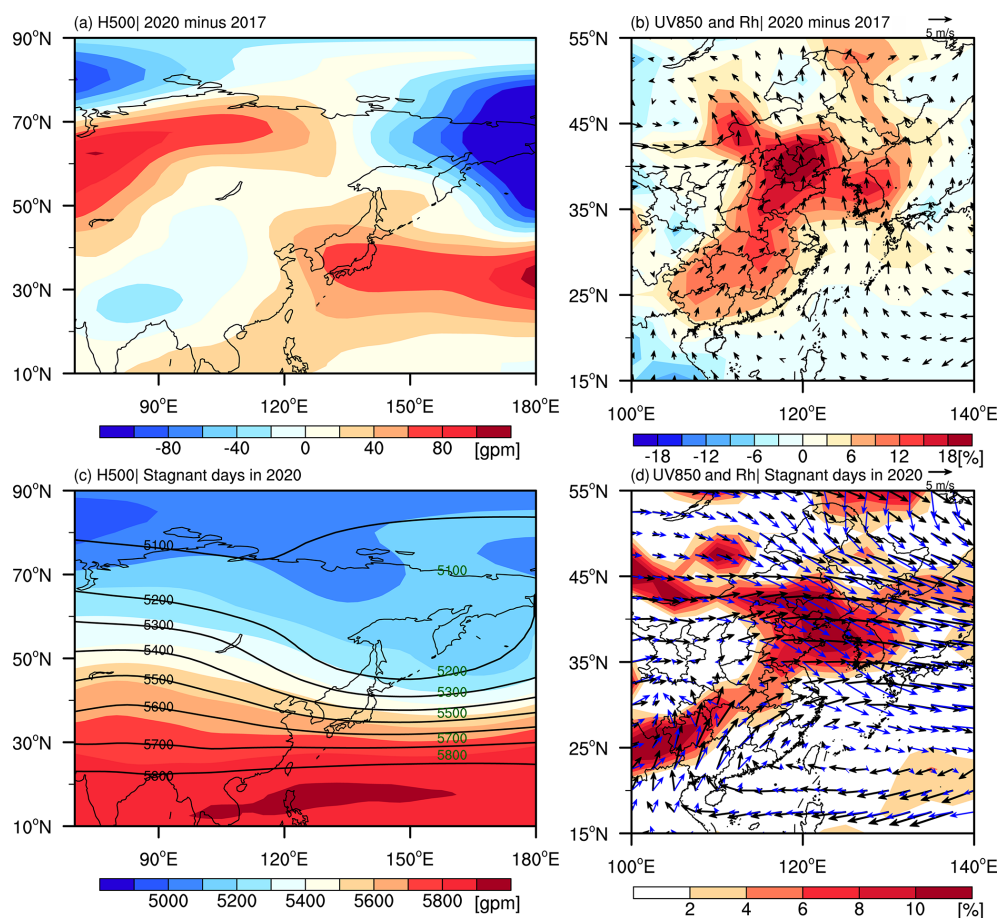 (a) H500| 2020 minus 2017
90°N
70°N
50°N
30°N
10°N
90°E 120°E 150°E 180°E
-80 -40 0 40 80 [gpm]
(b) UV850 and Rh| 2020 minus 2017
5 m/s
55°N
45°N
35°N
25°N
15°N
100°E 120°E 140°E
-18 -12 -6 0 6 12 18[%]
(c) H500| Stagnant days in 2020
90°N
70°N
50°N
30°N
10°N
5100
5100
5200
5300
5400
5200
5300
5500
5500
5600
5700
5700
5800
5800
90°E 120°E 150°E 180°E
5000 5200 5400 5600 5800 [gpm]
(d) UV850 and Rh| Stagnant days in 2020
5 m/s
55°N
45°N
35°N
25°N
15°N
100°E 120°E 140°E
2 4 6 8 10 [%]